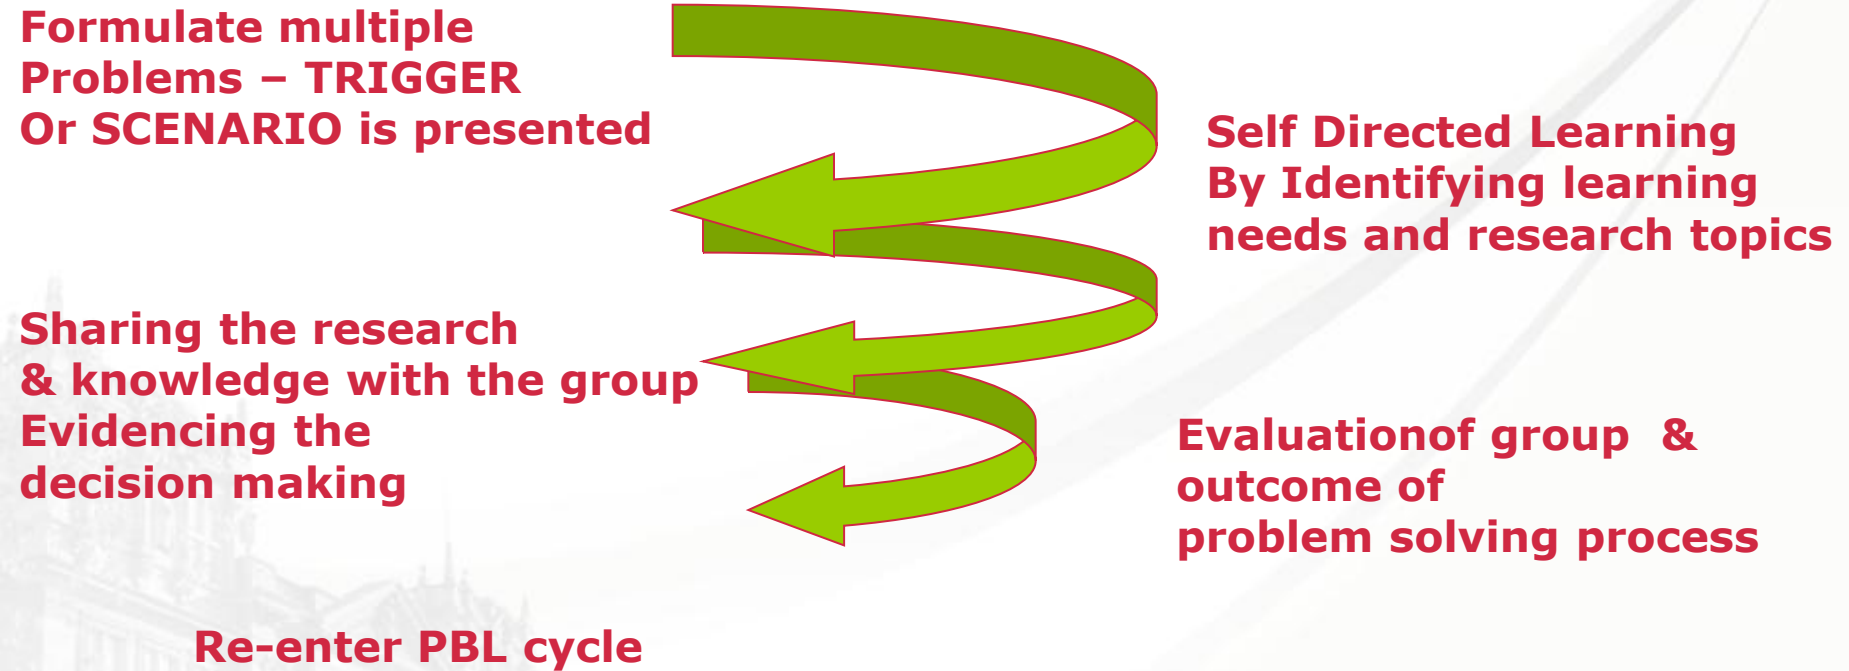 Formulate multiple
Problems – TRIGGER
Or SCENARIO is presented
Self Directed Learning
By Identifying learning
needs and research topics
Sharing the research
& knowledge with the group
Evidencing the
decision making
Evaluationof group  &
outcome of
problem solving process
Re-enter PBL cycle